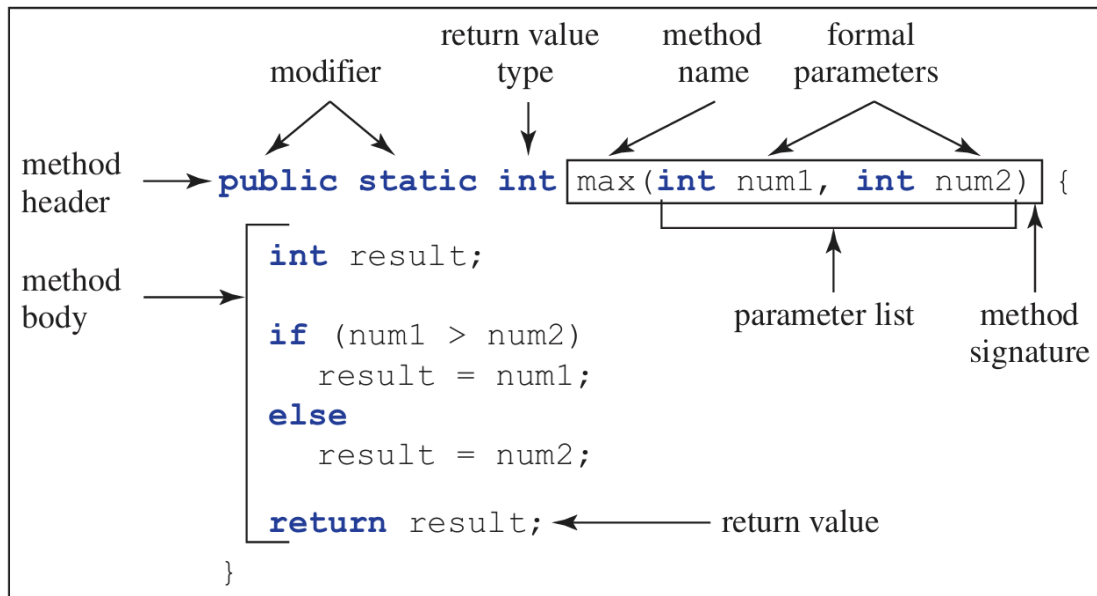 return value
type
method
name
formal
parameters
modifier
method
header
public static int max(int num1, int num2) {
method
body
int result;
if (num1 > num2)
result = num1;
else
result = num2;
return result;
}
parameter list
method
signature
return value